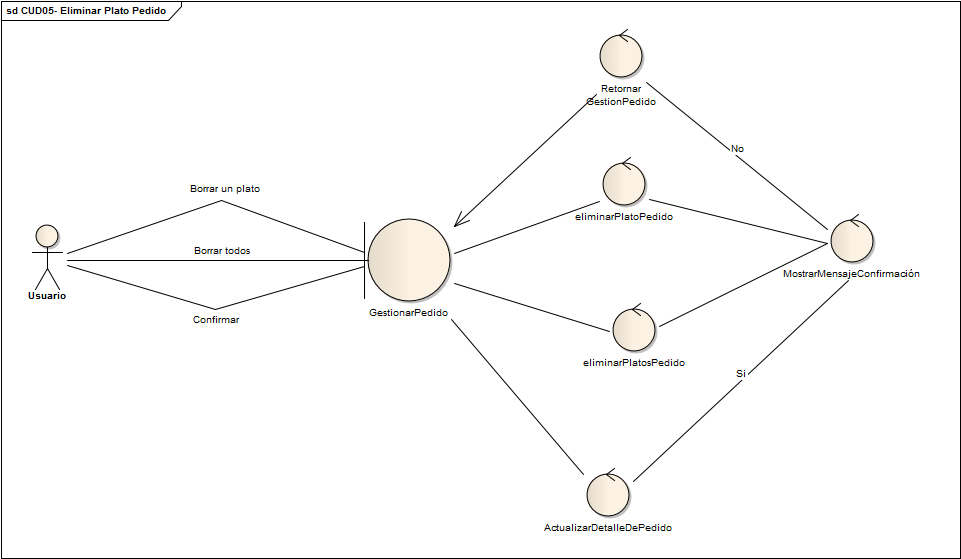 sd CUD05- Eliminar Plato Pedido
Retornar
GestionPedido
No
Borrar un plato
eliminarPlatoPedido
Borrar todos
MostrarMensajeConfirmación
Usuario
GestionarPedido
Confirmar
eliminarPlatosPedido
Si
ActualizarDetalleDePedido